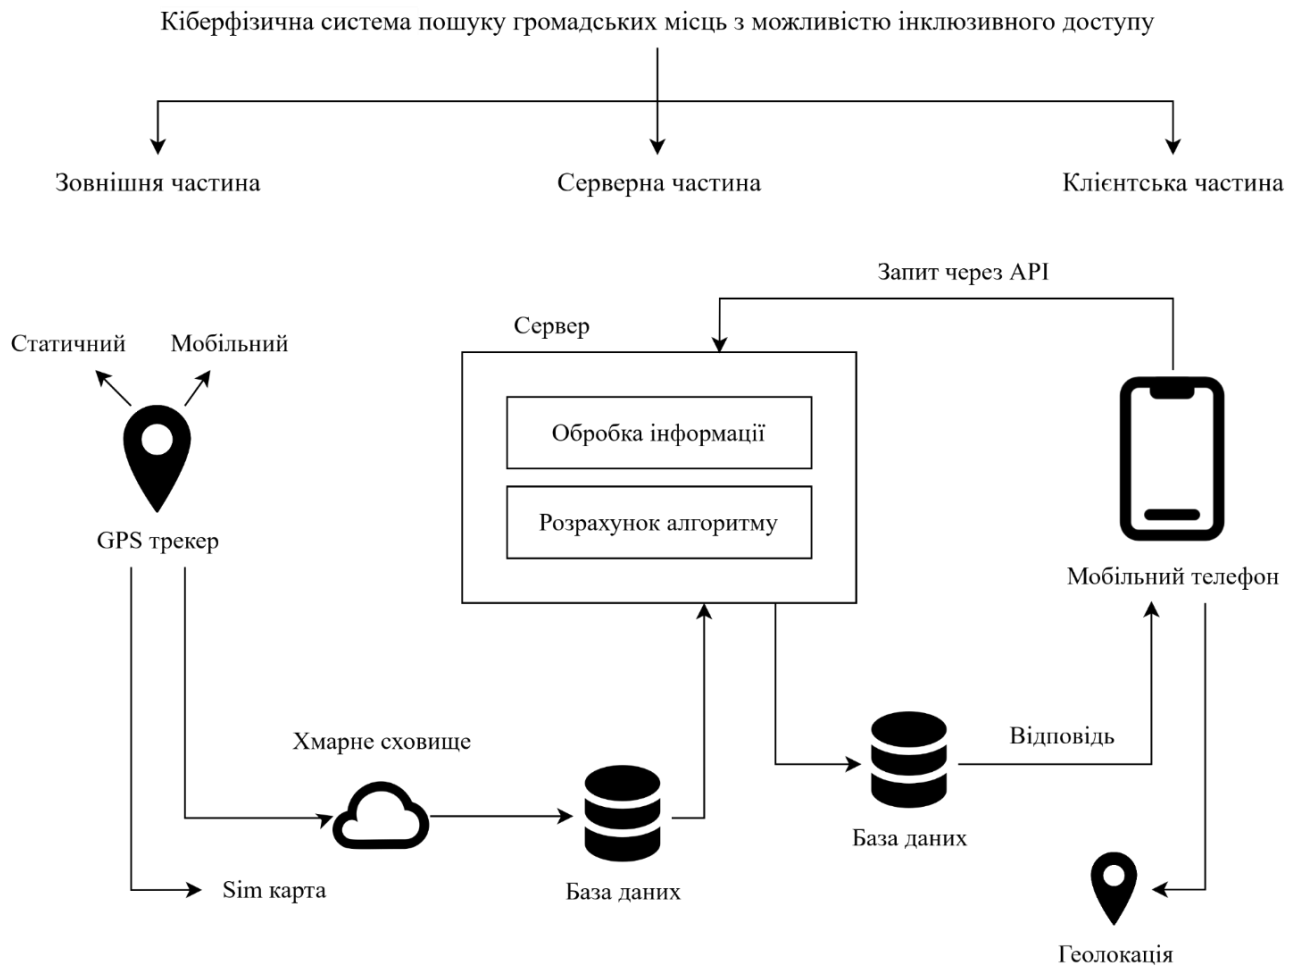 Кіберфізична система пошуку громадських місць з можливістю інклюзивного доступу
Зовнішня частина
Серверна частина
Клієнтська частина
Запит через API
Сервер
Статичний
Мобільний
Обробка інформації
Розрахунок алгоритму
GPS трекер
Мобільний телефон
Хмарне сховище
Відповідь
База даних
Sim карта
База даних
Геолокація